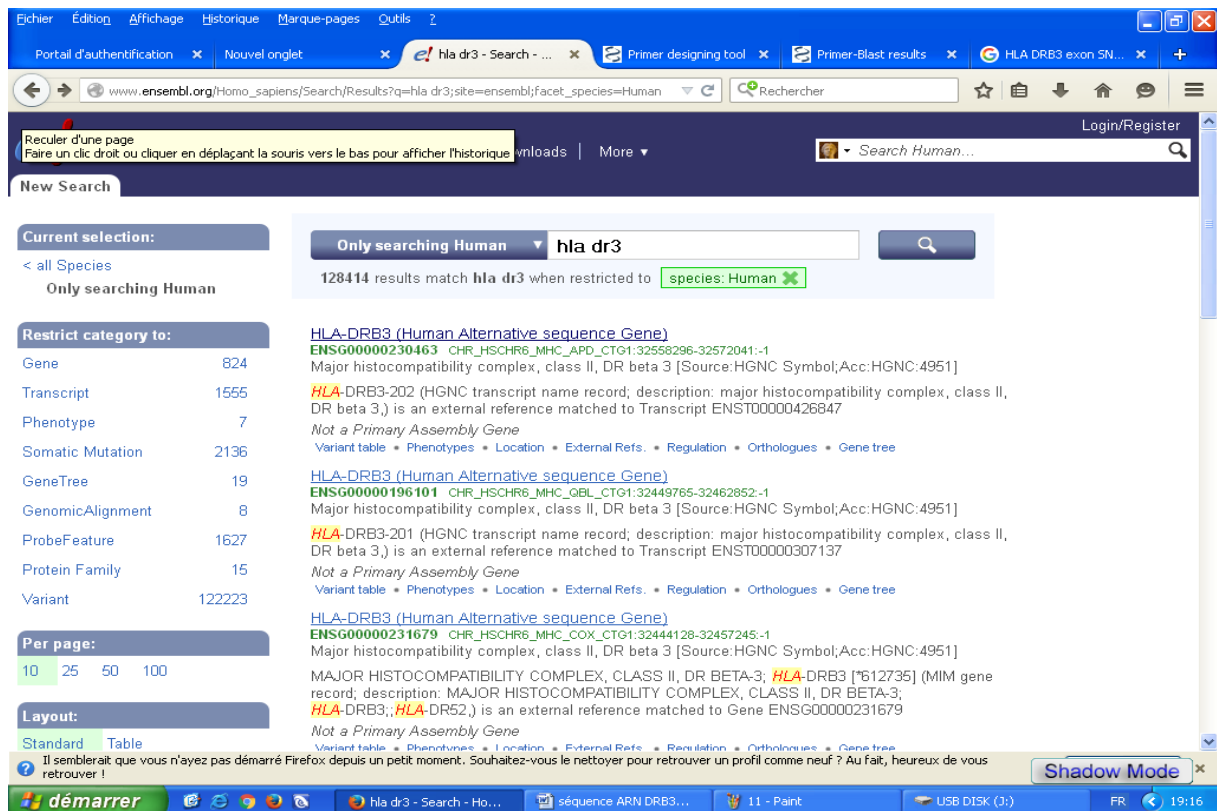 Fichier Édition Affichage Historique Marque-pages Outils ?
Portail d'authentification Nouvel onglet hla dr3 - Search - ... Primer designing tool Primer-Blast results HLA DRB3 exon SN...
www.ensembl.org/Homo_sapiens/Search/Results?q=hla dr3;site=ensembl;facet_species=Human Rechercher
Login/Register
Reculer d'une page
Faire un clic droit ou cliquer en déplaçant la souris vers le bas pour afficher l'historique
wnloads | More ▾ Search Human...
New Search
Current selection:
< all Species
Only searching Human
Restrict category to:
Gene 824
Transcript 1555
Phenotype 7
Somatic Mutation 2136
GeneTree 19
GenomicAlignment 8
ProbeFeature 1627
Protein Family 15
Variant 122223
Per page:
10 25 50 100
Layout:
Standard Table
Only searching Human ▼ hla dr3
128414 results match hla dr3 when restricted to species: Human
HLA-DRB3 (Human Alternative sequence Gene)
ENSG00000230463 CHR_HSCHR6_MHC_APD_CTG1:32558296-32572041:-1
Major histocompatibility complex, class II, DR beta 3 [Source:HGNC Symbol;Acc:HGNC:4951]
HLA-DRB3-202 (HGNC transcript name record; description: major histocompatibility complex, class II,
DR beta 3,) is an external reference matched to Transcript ENST00000426847
Not a Primary Assembly Gene
Variant table • Phenotypes • Location • External Refs. • Regulation • Orthologues • Gene tree
HLA-DRB3 (Human Alternative sequence Gene)
ENSG00000196101 CHR_HSCHR6_MHC_QBL_CTG1:32449765-32462852:-1
Major histocompatibility complex, class II, DR beta 3 [Source:HGNC Symbol;Acc:HGNC:4951]
HLA-DRB3-201 (HGNC transcript name record; description: major histocompatibility complex, class II,
DR beta 3,) is an external reference matched to Transcript ENST00000307137
Not a Primary Assembly Gene
Variant table • Phenotypes • Location • External Refs. • Regulation • Orthologues • Gene tree
HLA-DRB3 (Human Alternative sequence Gene)
ENSG00000231679 CHR_HSCHR6_MHC_COX_CTG1:32444128-32457245:-1
Major histocompatibility complex, class II, DR beta 3 [Source:HGNC Symbol;Acc:HGNC:4951]
MAJOR HISTOCOMPATIBILITY COMPLEX, CLASS II, DR BETA-3; HLA-DRB3 [*612735] (MIM gene
record; description: MAJOR HISTOCOMPATIBILITY COMPLEX, CLASS II, DR BETA-3;
HLA-DRB3;;HLA-DR52,) is an external reference matched to Gene ENSG00000231679
Not a Primary Assembly Gene
Variant table • Phenotypes • Location • External Refs. • Regulation • Orthologues • Gene tree
Il semblerait que vous n'ayez pas démarré Firefox depuis un petit moment. Souhaitez-vous le nettoyer pour retrouver un profil comme neuf ? Au fait, heureux de vous
retrouver !
Shadow Mode
démarrer hla dr3 - Search - Ho... séquence ARN DRB3... 11 - Paint USB DISK (J:) FR 19:16